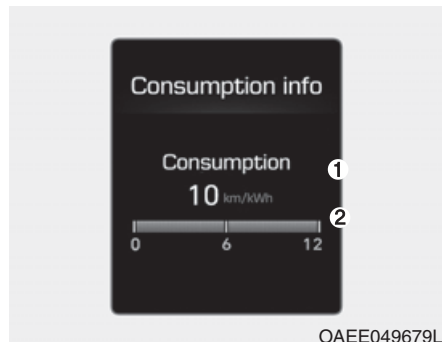 Consumption info
Consumption
1
10 km/kWh
2
0 6 12
OAEE049679L